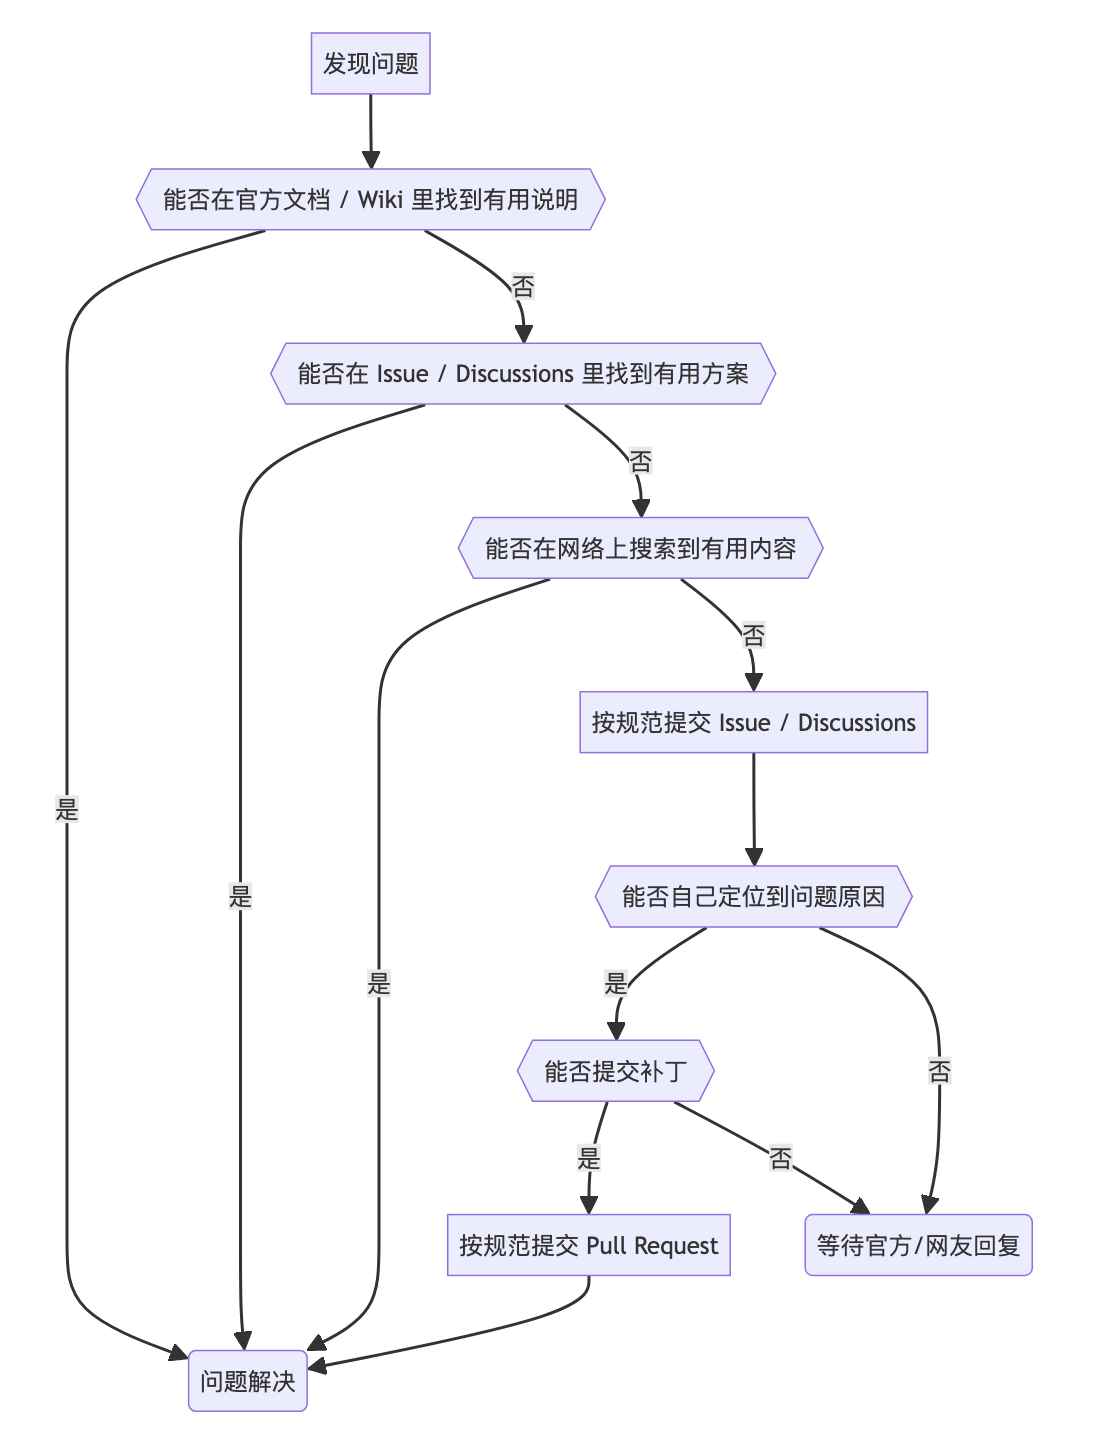 发现问题
能否在官方文档 / Wiki 里找到有用说明
否
能否在 Issue / Discussions 里找到有用方案
否
能否在网络上搜索到有用内容
否
按规范提交 Issue / Discussions
是
能否自己定位到问题原因
是
是
是
能否提交补丁
否
是
否
按规范提交 Pull Request
等待官方/网友回复
问题解决